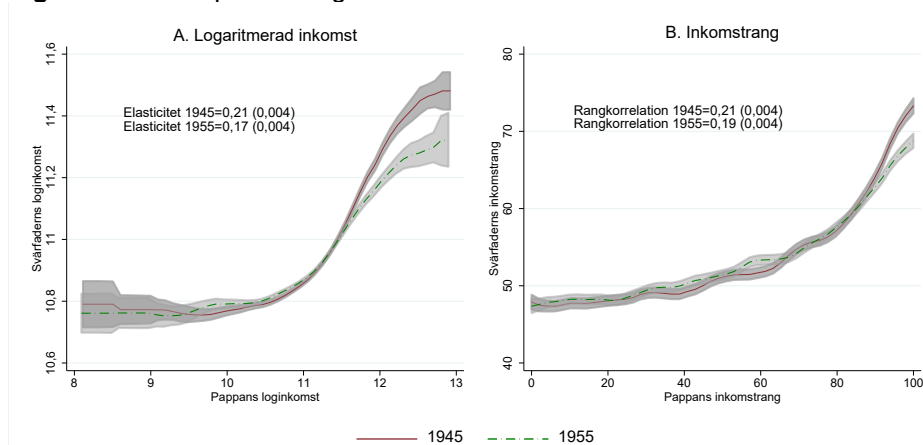 A. Logaritmerad inkomst
11,6
11,4
11,2
11
10,8
10,6
Svärfaderns loginkomst
Elasticitet 1945=0,21 (0,004)
Elasticitet 1955=0,17 (0,004)
8 9 10 11 12 13
Pappans loginkomst
B. Inkomstrang
80
70
60
50
40
Svärfaderns inkomstrang
Rangkorrelation 1945=0,21 (0,004)
Rangkorrelation 1955=0,19 (0,004)
0 20 40 60 80 100
Pappans inkomstrang
1945 1955